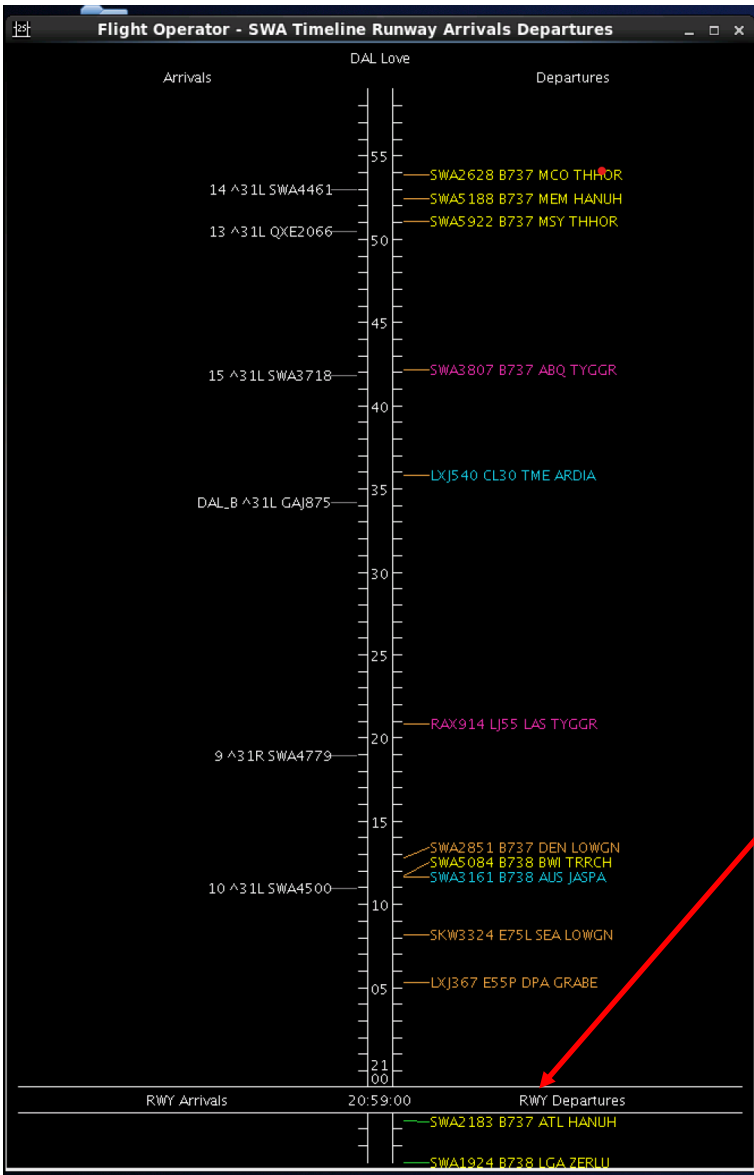 Flight Operator - SWA Timeline Runway Arrivals Departures
DAL Love
Arrivals Departures
55
SWA2628 B737 MCO THHOR
14 ^31L SWA4461
SWA5188 B737 MEM HANUH
SWA5922 B737 MSY THHOR
13 ^31L QXE2066
50
45
SWA3807 B737 ABQ TYGGR
15 ^31L SWA3718
40
LXJ540 CL30 TME ARDIA
35
DAL_B ^31L GAJ875
30
25
RAX914 LJ55 LAS TYGGR
20
9 ^31R SWA4779
15
SWA2851 B737 DEN LOWGN
SWA5084 B738 BWI TRRCH
SWA3161 B738 AUS JASPA
10 ^31L SWA4500
10
SKW3324 E75L SEA LOWGN
LXJ367 E55P DPA GRABE
05
21
00
RWY Arrivals 20:59:00 RWY Departures
SWA2183 B737 ATL HANUH
SWA1924 B738 LGA ZERLU